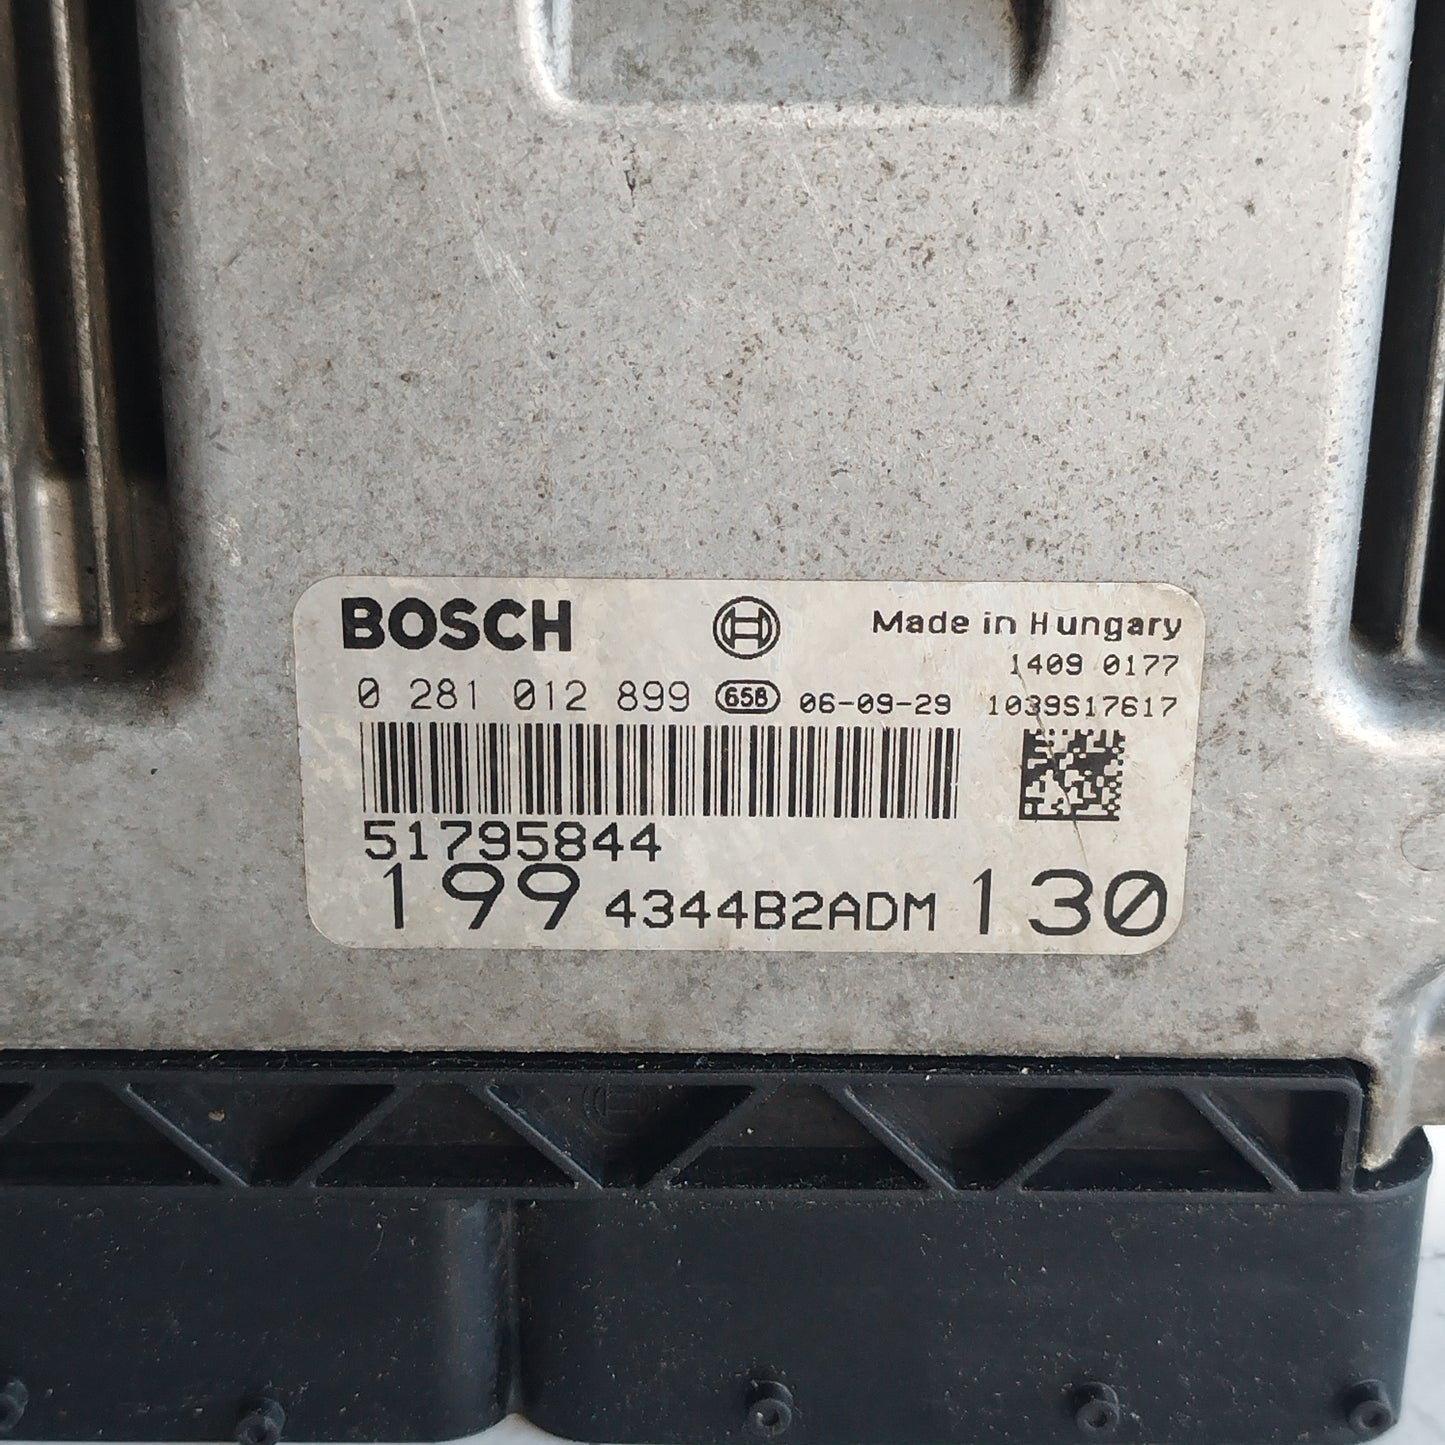 BOSCH Made in Hungary
1409 0177
0 281 012 899 658 06-09-29 1039S17617
51795844
199 4344B2ADM 130